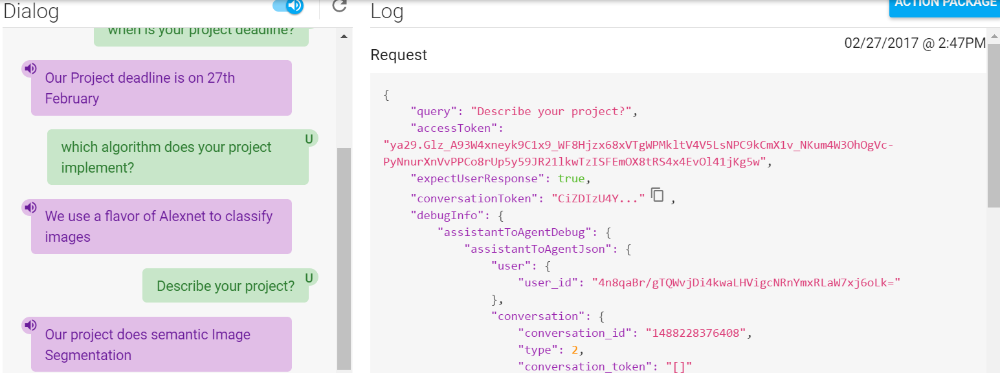 Dialog
when is your project deadline?
Our Project deadline is on 27th
February
U
which algorithm does your project
implement?
We use a flavor of Alexnet to classify
images
U
Describe your project?
Our project does semantic Image
Segmentation
Log
ACTION PACKAGE
02/27/2017 @ 2:47PM
Request
{
"query": "Describe your project?",
"accessToken":
"ya29.Glz_A93W4xneyk9C1x9_WF8Hjzx68xVTgWPMkltV4V5LsNPC9kCmX1v_NKum4W3OhOgVc-
PyNnurXnVvPPCo8rUp5y59JR21lkwTzISFEmOX8tRS4x4EvOl41jKg5w",
"expectUserResponse": true,
"conversationToken": "CiZDIzU4Y..." ,
"debugInfo": {
"assistantToAgentDebug": {
"assistantToAgentJson": {
"user": {
"user_id": "4n8qaBr/gTQWvjDi4kwaLHVigcNRnYmxRLaW7xj6oLk="
},
"conversation": {
"conversation_id": "1488228376408",
"type": 2,
"conversation_token": "[]"